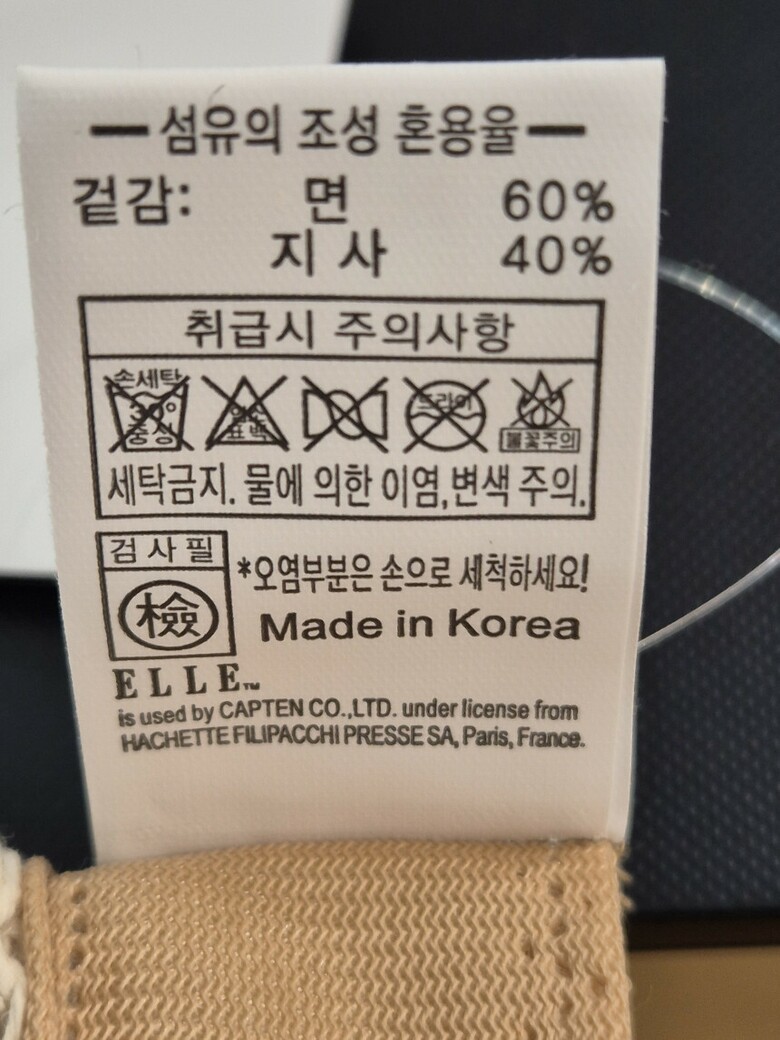 섬유의 조성 혼용율
겉감: 면 60%
지 사 40%
취급시 주의사항
손세탁
30°
중성
염소
표백
드라이
불꽃주의
세탁금지. 물에 의한 이염,변색 주의.
검 사 필
檢
*오염부분은 손으로 세척하세요!
Made in Korea
ELLE™
is used by CAPTEN CO.,LTD. under license from
HACHETTE FILIPACCHI PRESSE SA, Paris, France.